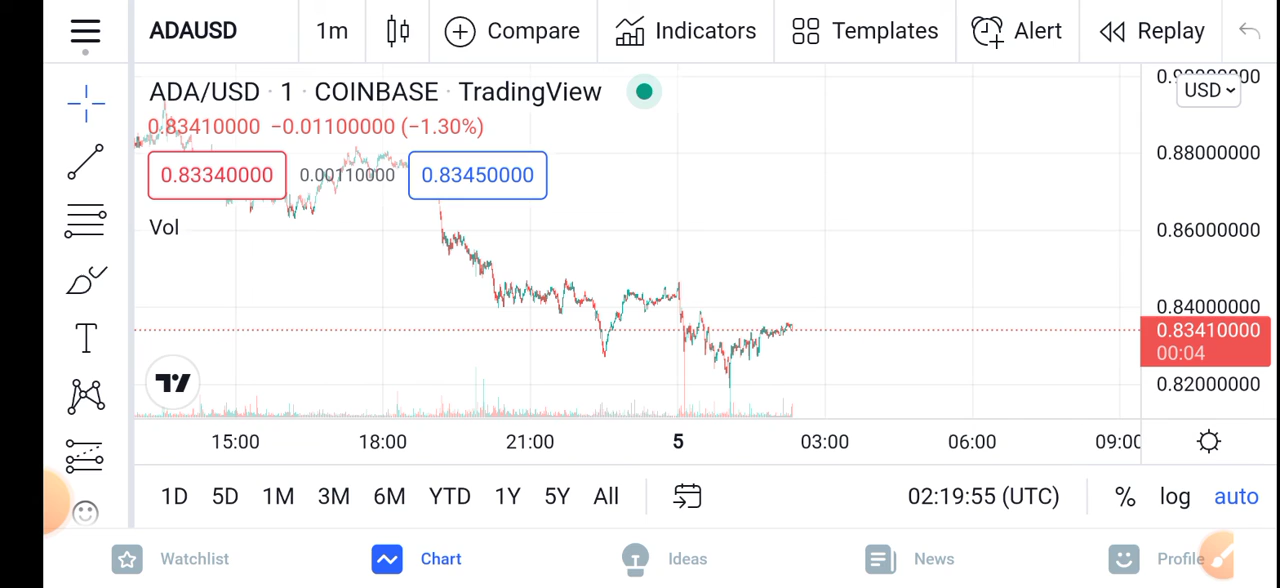 ADAUSD 1m Compare Indicators Templates Alert Replay
ADA/USD · 1 · COINBASE · TradingView
0.83410000 −0.01100000 (−1.30%)
0.83340000 0.00110000 0.83450000
Vol
0.90000000
USD
0.88000000
0.86000000
0.84000000
0.83410000
00:04
0.82000000
15:00 18:00 21:00 5 03:00 06:00 09:00
1D 5D 1M 3M 6M YTD 1Y 5Y All 02:19:55 (UTC) % log auto
Watchlist Chart Ideas News Profile